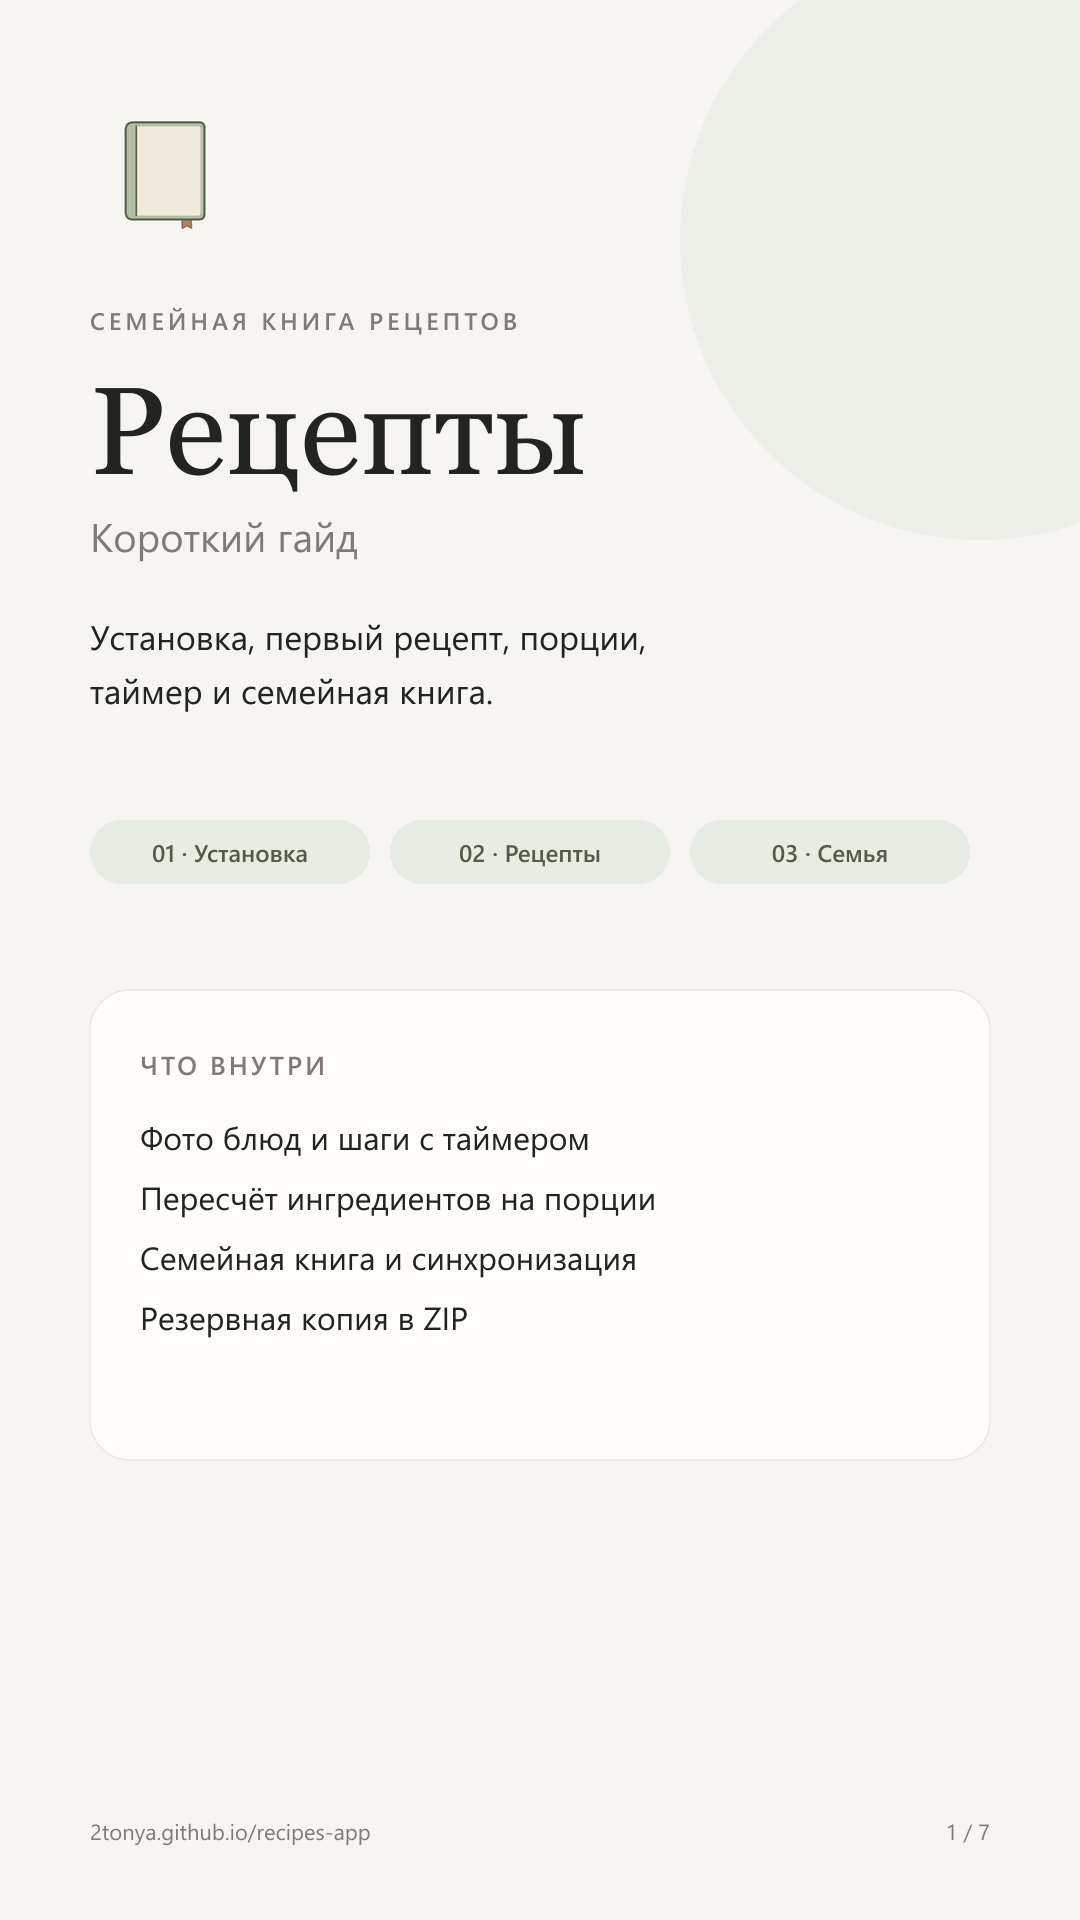 СЕМЕЙНАЯ КНИГА РЕЦЕПТОВ
Рецепты
Короткий гайд
Установка, первый рецепт, порции,
таймер и семейная книга.
01 · Установка
02 · Рецепты
03 · Семья
ЧТО ВНУТРИ
Фото блюд и шаги с таймером
Пересчёт ингредиентов на порции
Семейная книга и синхронизация
Резервная копия в ZIP
2tonya.github.io/recipes-app
1 / 7